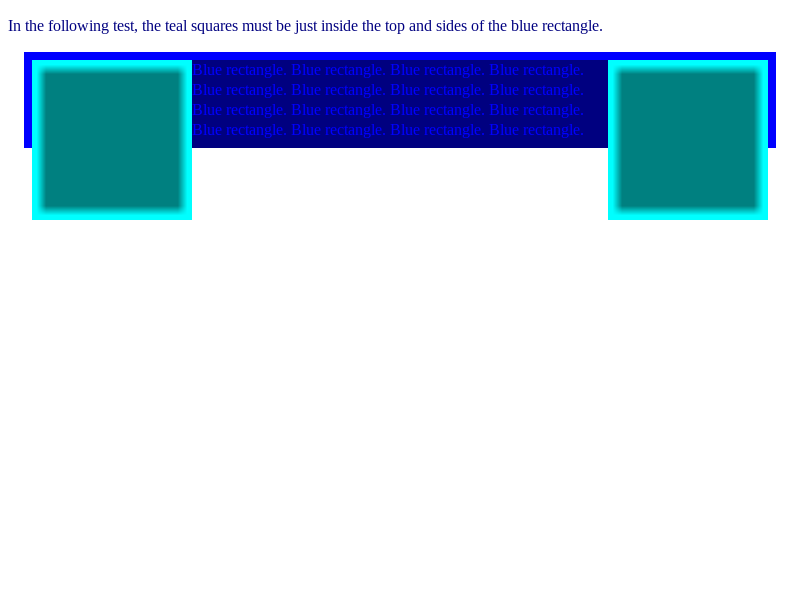 In the following test, the teal squares must be just inside the top and sides of the blue rectangle.
Blue rectangle. Blue rectangle. Blue rectangle. Blue rectangle.
Blue rectangle. Blue rectangle. Blue rectangle. Blue rectangle.
Blue rectangle. Blue rectangle. Blue rectangle. Blue rectangle.
Blue rectangle. Blue rectangle. Blue rectangle. Blue rectangle.